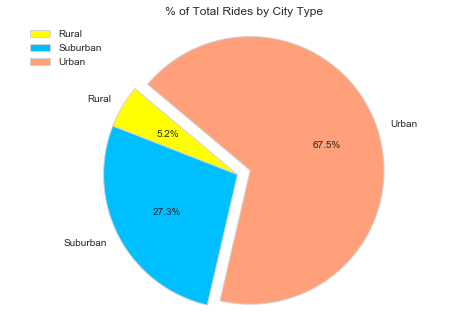 % of Total Rides by City Type
Rural
Suburban
Urban
Rural
Urban
5.2%
67.5%
27.3%
Suburban